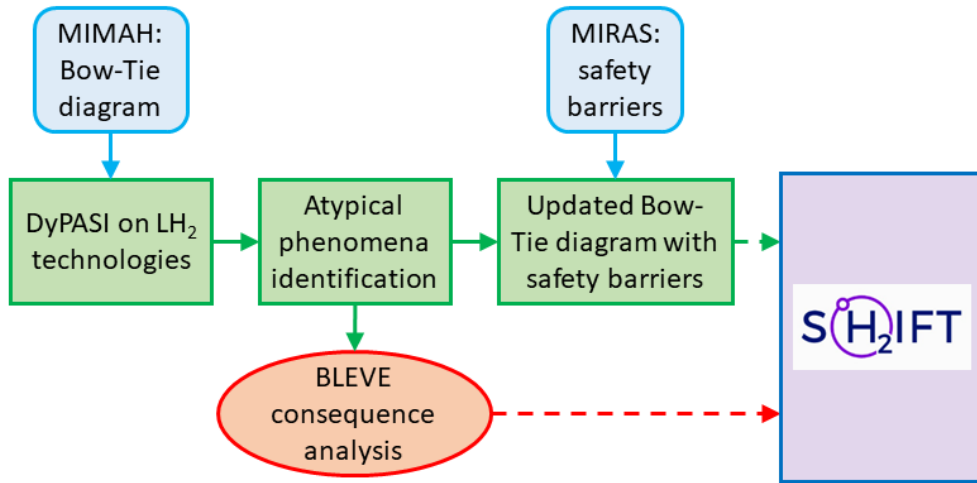 MIMAH:
Bow-Tie
diagram
MIRAS:
safety
barriers
DyPASI on LH₂
technologies
Atypical
phenomena
identification
Updated Bow-
Tie diagram with
safety barriers
SH₂IFT
BLEVE
consequence
analysis